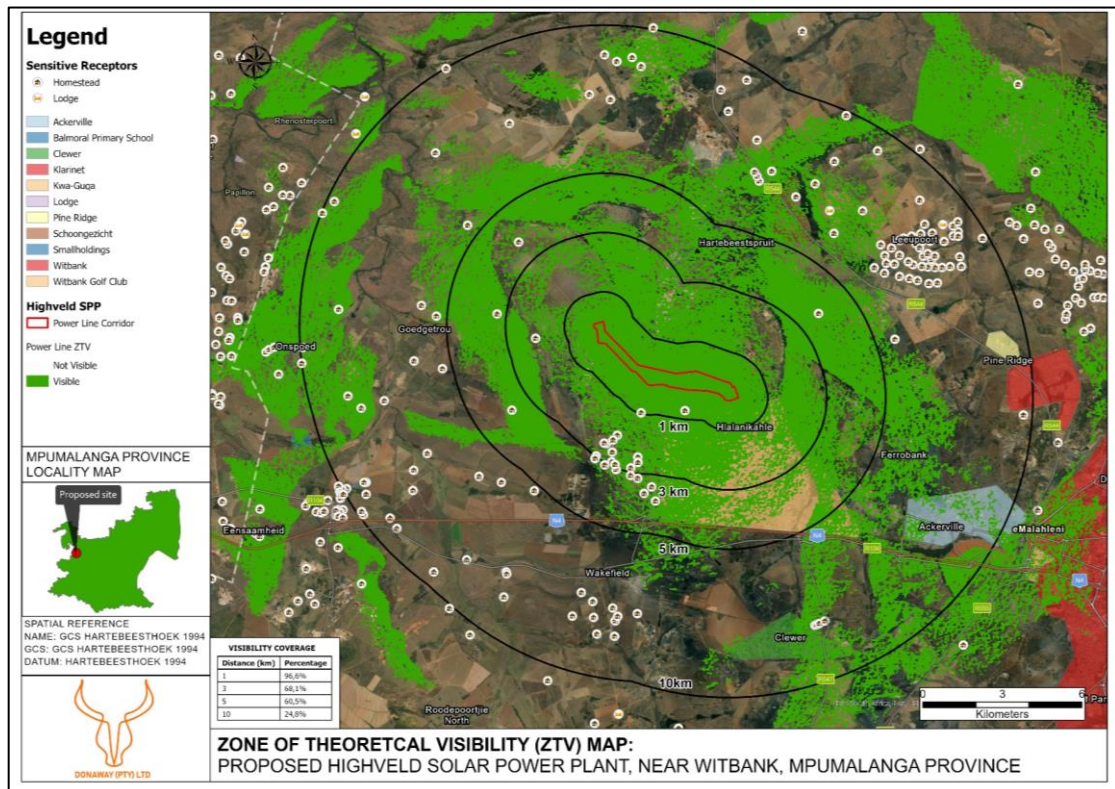 Legend
Sensitive Receptors
Homestead
Lodge
Ackerville
Balmoral Primary School
Clewer
Klarinet
Kwa-Guqa
Lodge
Pine Ridge
Schoongezicht
Smallholdings
Witbank
Witbank Golf Club
Highveld SPP
Power Line Corridor
Power Line ZTV
Not Visible
Visible
MPUMALANGA PROVINCE
LOCALITY MAP
Proposed site
SPATIAL REFERENCE
NAME: GCS HARTEBEESTHOEK 1994
GCS: GCS HARTEBEESTHOEK 1994
DATUM: HARTEBEESTHOEK 1994
DONAWAY (PTY) LTD
Rhenosterpoort
Papillon
Hartebeestspruit
R544
Leeupoort
R544
Goedgetrou
Onspoed
Pine Ridge
R544
1 km
Hlalanikahle
Ferrobank
3 km
R104
Eensaamheid
N4
5 km
N4
Ackerville
eMalahleni
Wakefield
N4
Clewer
10km
Roodepoortjie
North
VISIBILITY COVERAGE
Distance (km) Percentage
1 96,6%
3 68,1%
5 60,5%
10 24,8%
0 3 6
Kilometers
ZONE OF THEORETCAL VISIBILITY (ZTV) MAP:
PROPOSED HIGHVELD SOLAR POWER PLANT, NEAR WITBANK, MPUMALANGA PROVINCE